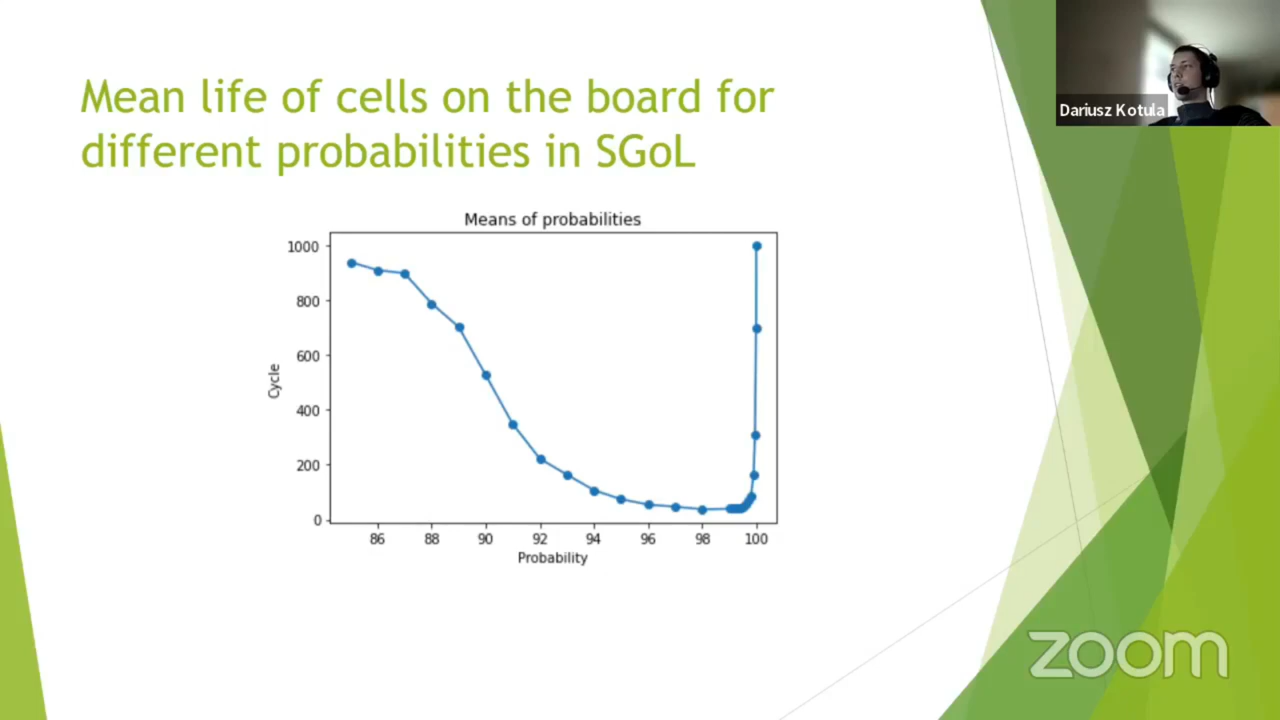 Mean life of cells on the board for
different probabilities in SGoL
Dariusz Kotula
Means of probabilities
Cycle
1000
800
600
400
200
0
86 88 90 92 94 96 98 100
Probability
zoom